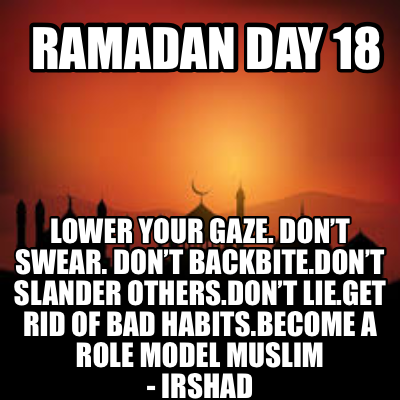 RAMADAN DAY 18
LOWER YOUR GAZE. DON'T
SWEAR. DON'T BACKBITE.DON'T
SLANDER OTHERS.DON'T LIE.GET
RID OF BAD HABITS.BECOME A
ROLE MODEL MUSLIM
- IRSHAD